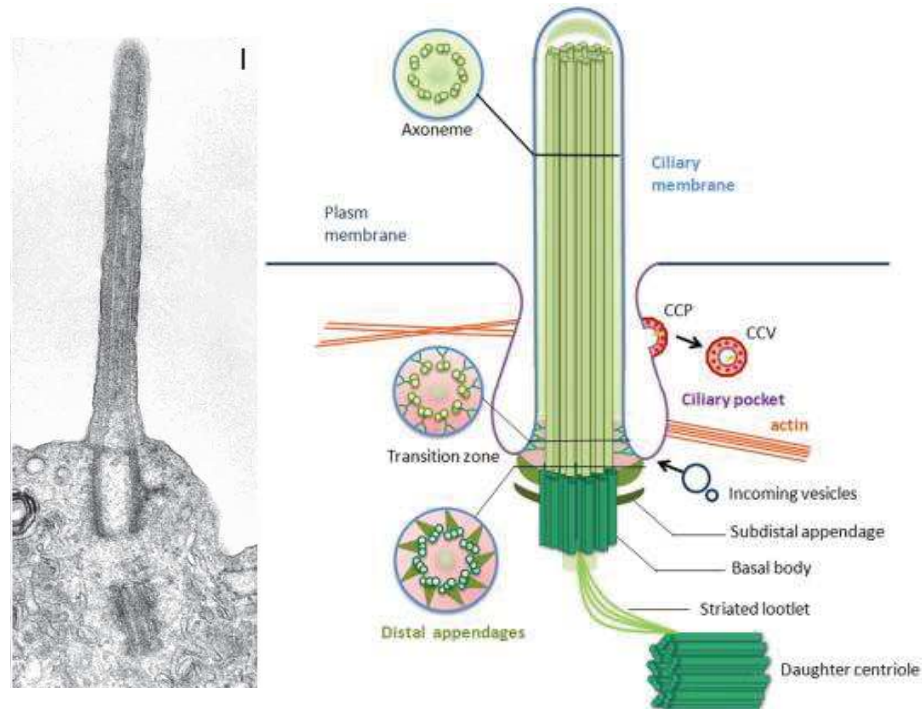 Axoneme
Ciliary
membrane
Plasm
membrane
CCP
CCV
Ciliary pocket
actin
Transition zone
Incoming vesicles
Subdistal appendage
Basal body
Striated lootlet
Distal appendages
Daughter centriole